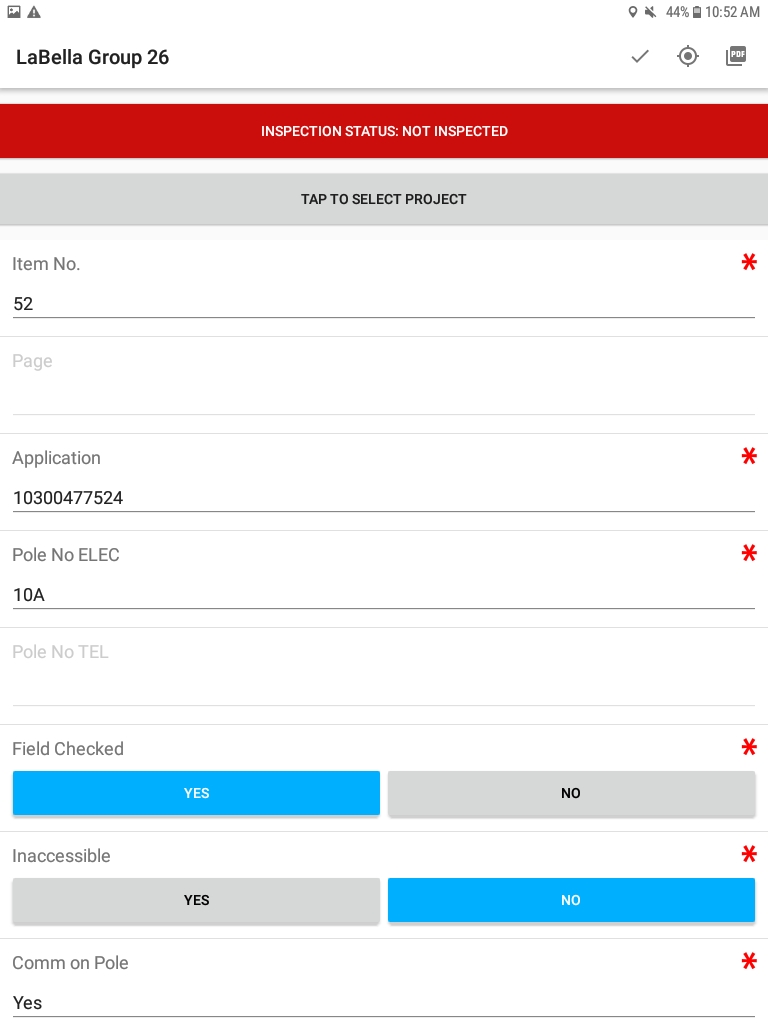 44% 10:52 AM
LaBella Group 26
PDF
INSPECTION STATUS: NOT INSPECTED
TAP TO SELECT PROJECT
Item No. *
52
Page
Application *
10300477524
Pole No ELEC *
10A
Pole No TEL
Field Checked *
YES NO
Inaccessible *
YES NO
Comm on Pole *
Yes